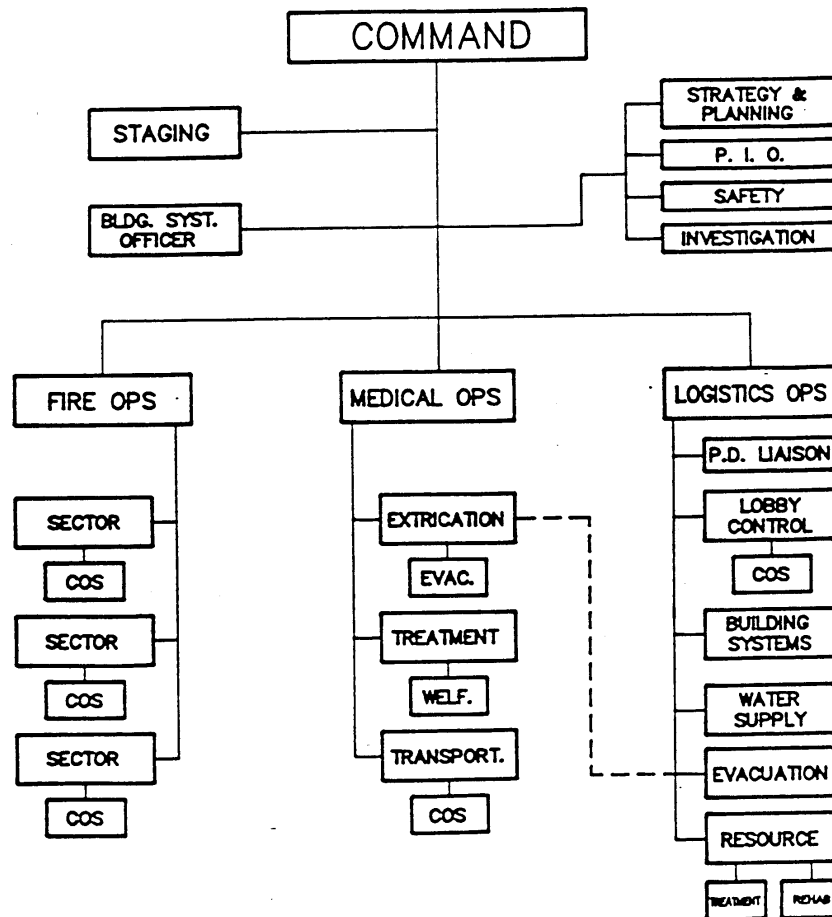 COMMAND
STAGING
STRATEGY &
PLANNING
P. I. O.
BLDG. SYST.
OFFICER
SAFETY
INVESTIGATION
FIRE OPS
MEDICAL OPS
LOGISTICS OPS
P.D. LIAISON
SECTOR
EXTRICATION
LOBBY
CONTROL
COS
EVAC.
COS
SECTOR
TREATMENT
BUILDING
SYSTEMS
COS
WELF.
WATER
SUPPLY
SECTOR
TRANSPORT.
EVACUATION
COS
COS
RESOURCE
TREATMENT
REHAB